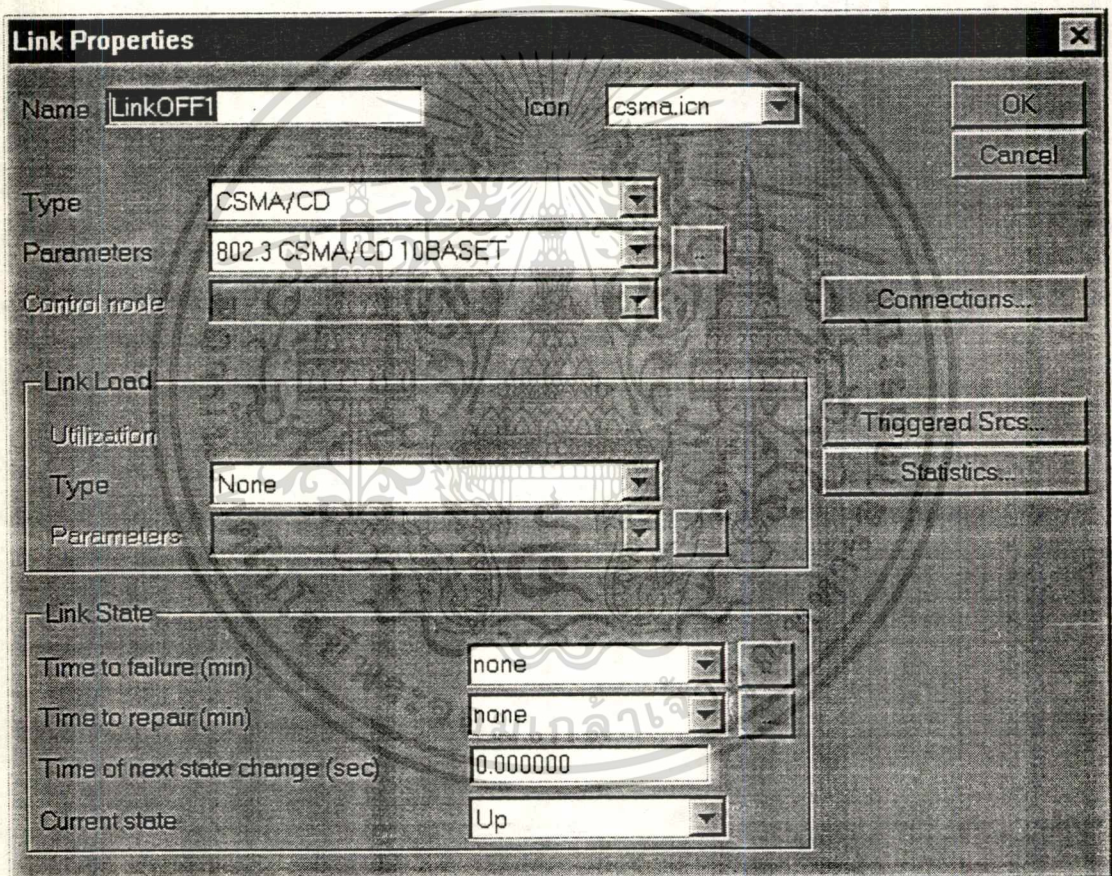 Link Properties
Name LinkOFF1 Icon csma.icn OK
Cancel
Type CSMA/CD
Parameters 802.3 CSMA/CD 10BASET ...
Control node Connections...
Link Load
Utilization Triggered Srcs...
Type None Statistics...
Parameters
Link State
Time to failure (min) none
Time to repair (min) none ...
Time of next state change (sec) 0.000000
Current state Up